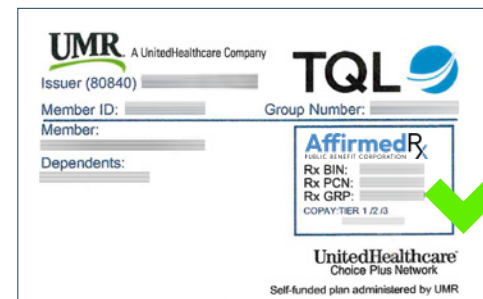 UMR A UnitedHealthcare Company
TQL
Issuer (80840)
Member ID:
Group Number:
Member:
Dependents:
AffirmedRx
PUBLIC BENEFIT CORPORATION
Rx BIN:
Rx PCN:
Rx GRP:
COPAY:TIER 1 /2 /3
UnitedHealthcare
Choice Plus Network
Self-funded plan administered by UMR